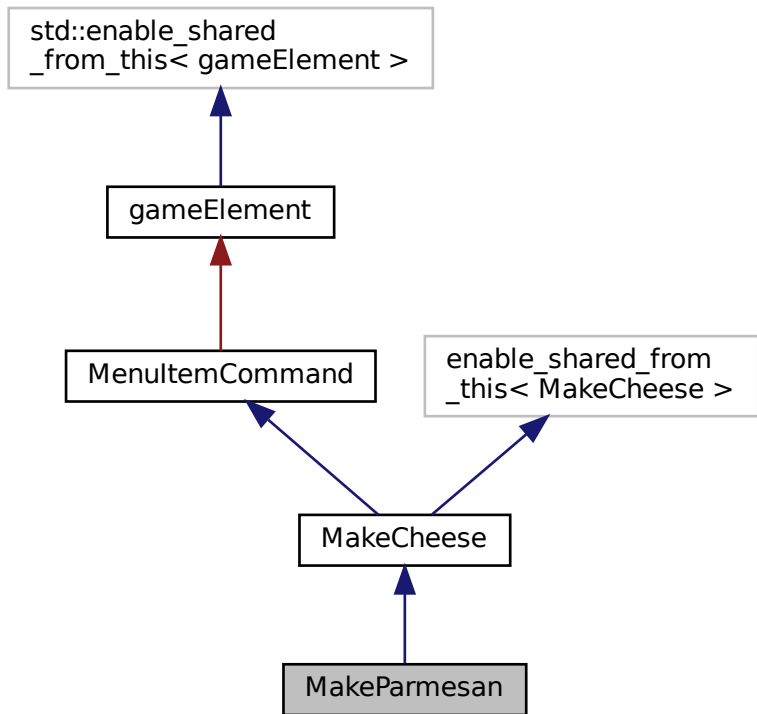 std::enable_shared
_from_this< gameElement >
gameElement
MenuItemCommand
enable_shared_from
_this< MakeCheese >
MakeCheese
MakeParmesan